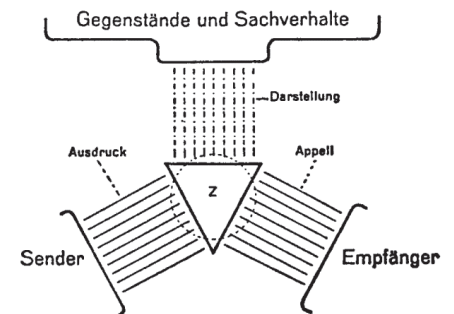 Gegenstände und Sachverhalte
Darstellung
Ausdruck
Appell
Z
Sender
Empfänger